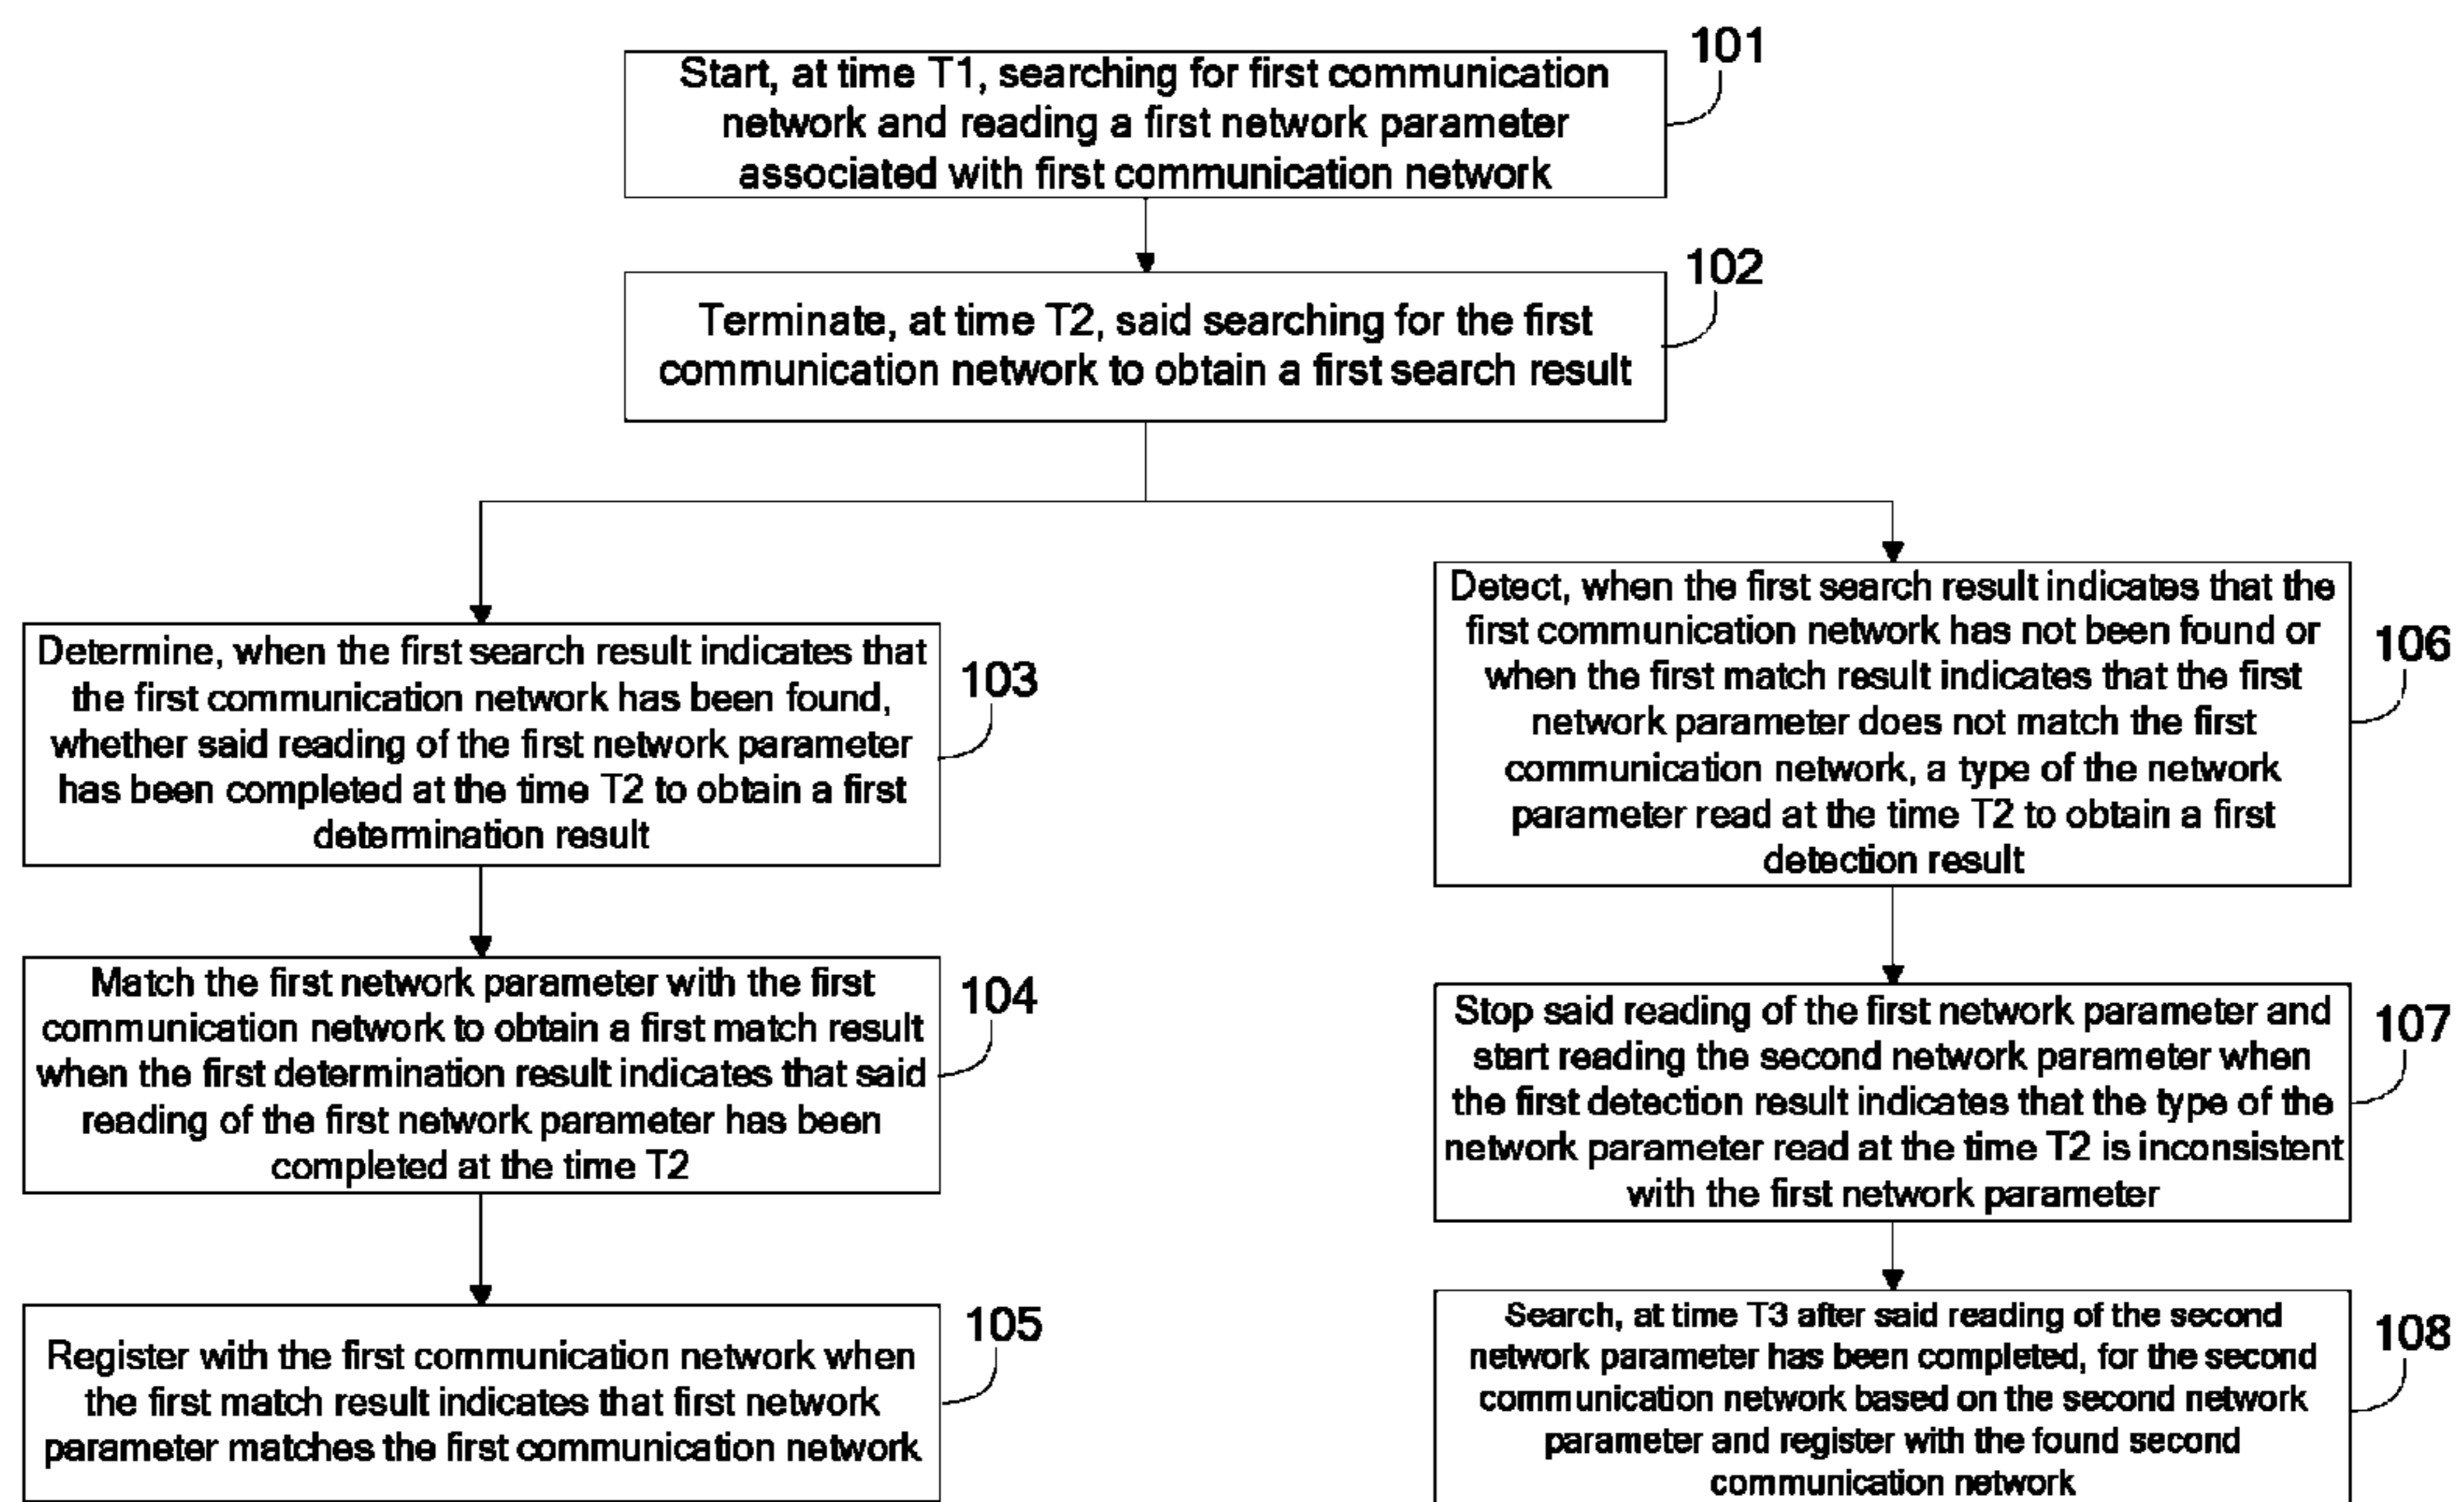 101
Start, at time T1, searching for first communication
network and reading a first network parameter
associated with first communication network
102
Terminate, at time T2, said searching for the first
communication network to obtain a first search result
103
Determine, when the first search result indicates that
the first communication network has been found,
whether said reading of the first network parameter
has been completed at the time T2 to obtain a first
determination result
104
Match the first network parameter with the first
communication network to obtain a first match result
when the first determination result indicates that said
reading of the first network parameter has been
completed at the time T2
105
Register with the first communication network when
the first match result indicates that first network
parameter matches the first communication network
106
Detect, when the first search result indicates that the
first communication network has not been found or
when the first match result indicates that the first
network parameter does not match the first
communication network, a type of the network
parameter read at the time T2 to obtain a first
detection result
107
Stop said reading of the first network parameter and
start reading the second network parameter when
the first detection result indicates that the type of the
network parameter read at the time T2 is inconsistent
with the first network parameter
108
Search, at time T3 after said reading of the second
network parameter has been completed, for the second
communication network based on the second network
parameter and register with the found second
communication network